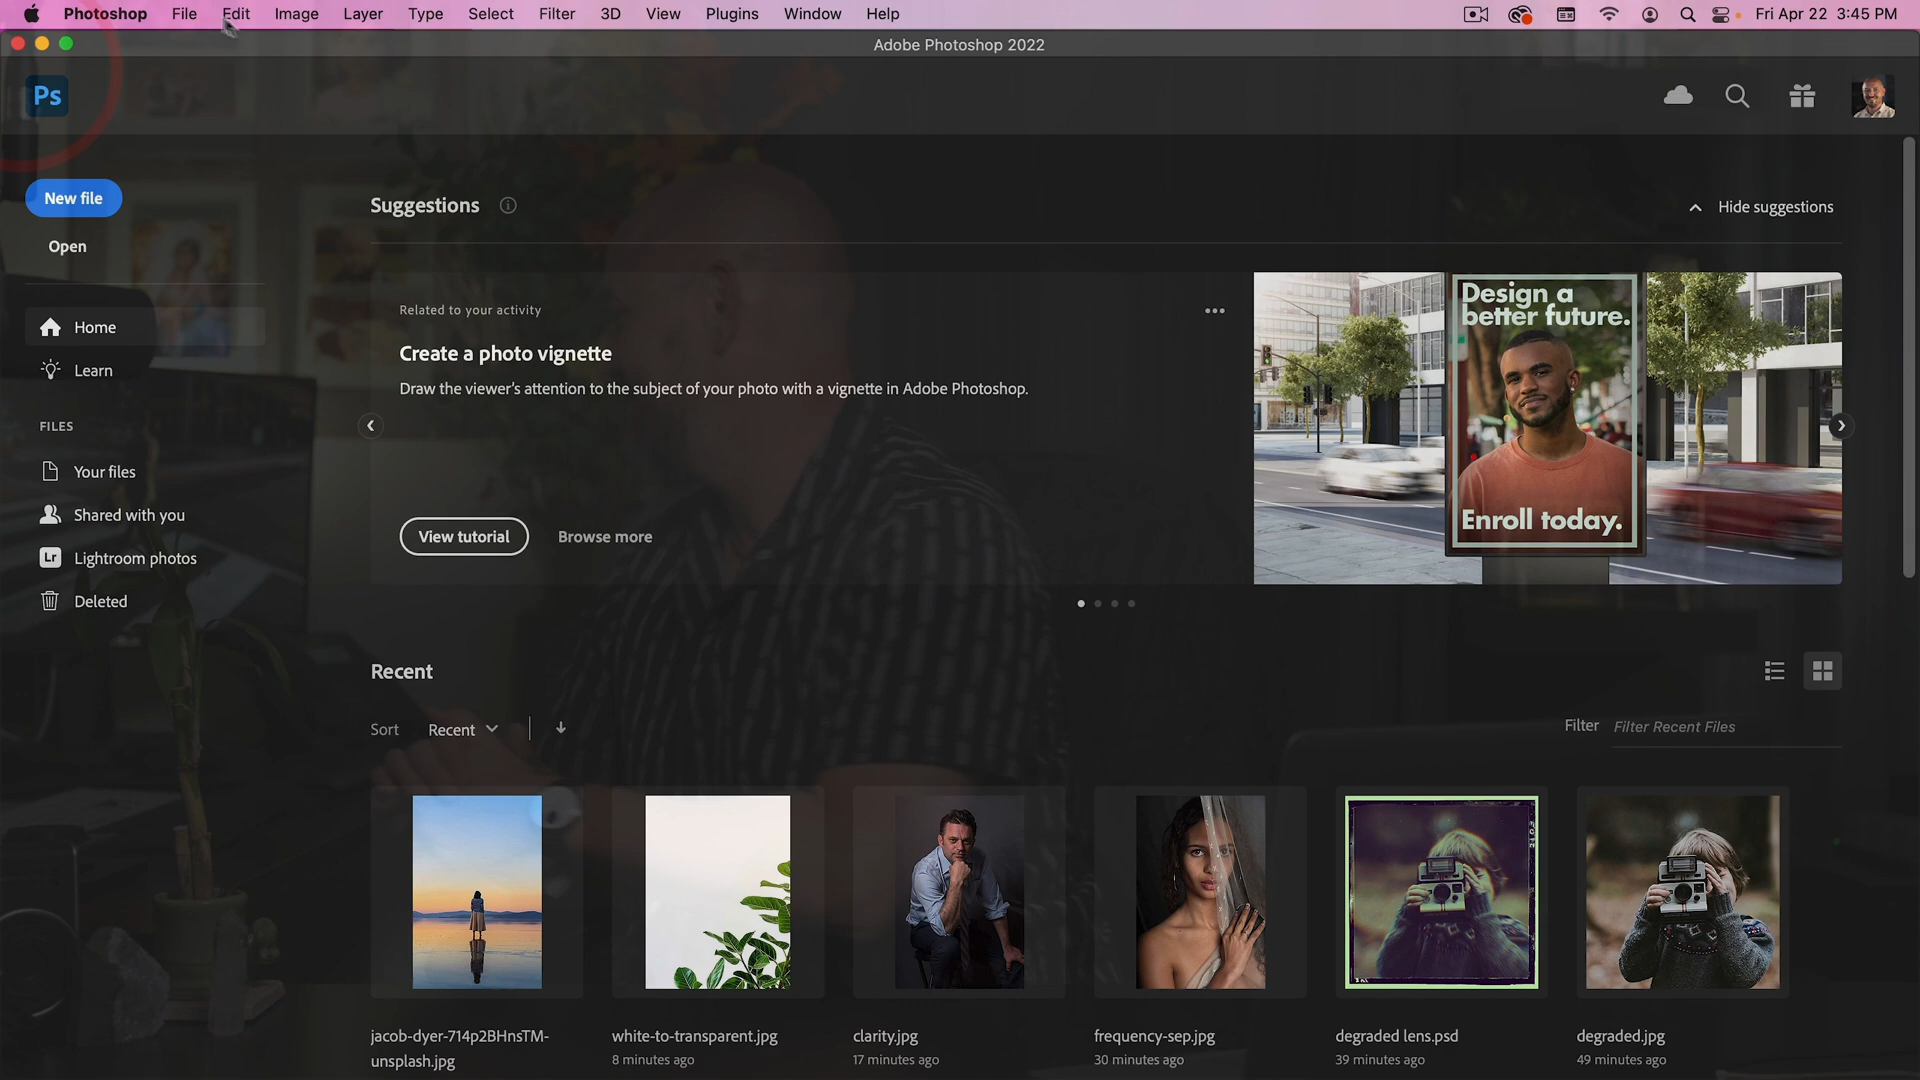 Photoshop File Edit Image Layer Type Select Filter 3D View Plugins Window Help Fri Apr 22 3:45 PM
Adobe Photoshop 2022
Ps
New file
Open
Home
Learn
FILES
Your files
Shared with you
Lr Lightroom photos
Deleted
Suggestions
Hide suggestions
Related to your activity
Create a photo vignette
Draw the viewer's attention to the subject of your photo with a vignette in Adobe Photoshop.
View tutorial Browse more
Design a
better future.
Enroll today.
Recent
Sort Recent
Filter Filter Recent Files
jacob-dyer-714p2BHnsTM-
unsplash.jpg
white-to-transparent.jpg
8 minutes ago
clarity.jpg
17 minutes ago
frequency-sep.jpg
30 minutes ago
degraded lens.psd
39 minutes ago
degraded.jpg
49 minutes ago